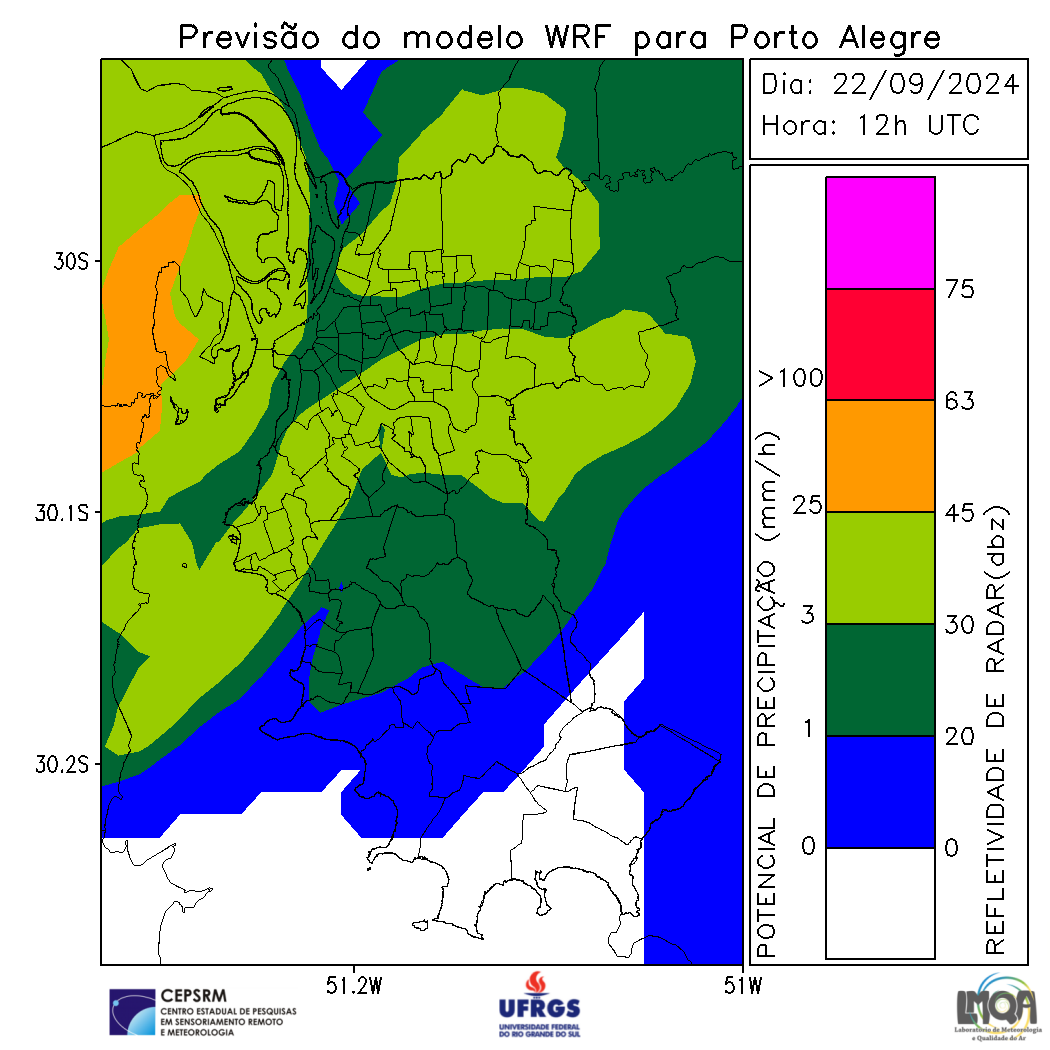 Previsão do modelo WRF para Porto Alegre
Dia: 22/09/2024
Hora: 12h UTC
30S
30.1S
30.2S
51.2W
51W
POTENCIAL DE PRECIPITAÇÃO (mm/h)
>100
25
3
1
0
75
63
45
30
20
0
REFLETIVIDADE DE RADAR(dbz)
CEPSRM
CENTRO ESTADUAL DE PESQUISAS
EM SENSORIAMENTO REMOTO
E METEOROLOGIA
UFRGS
UNIVERSIDADE FEDERAL
DO RIO GRANDE DO SUL
LMQA
Laboratório de Meteorologia
e Qualidade do Ar